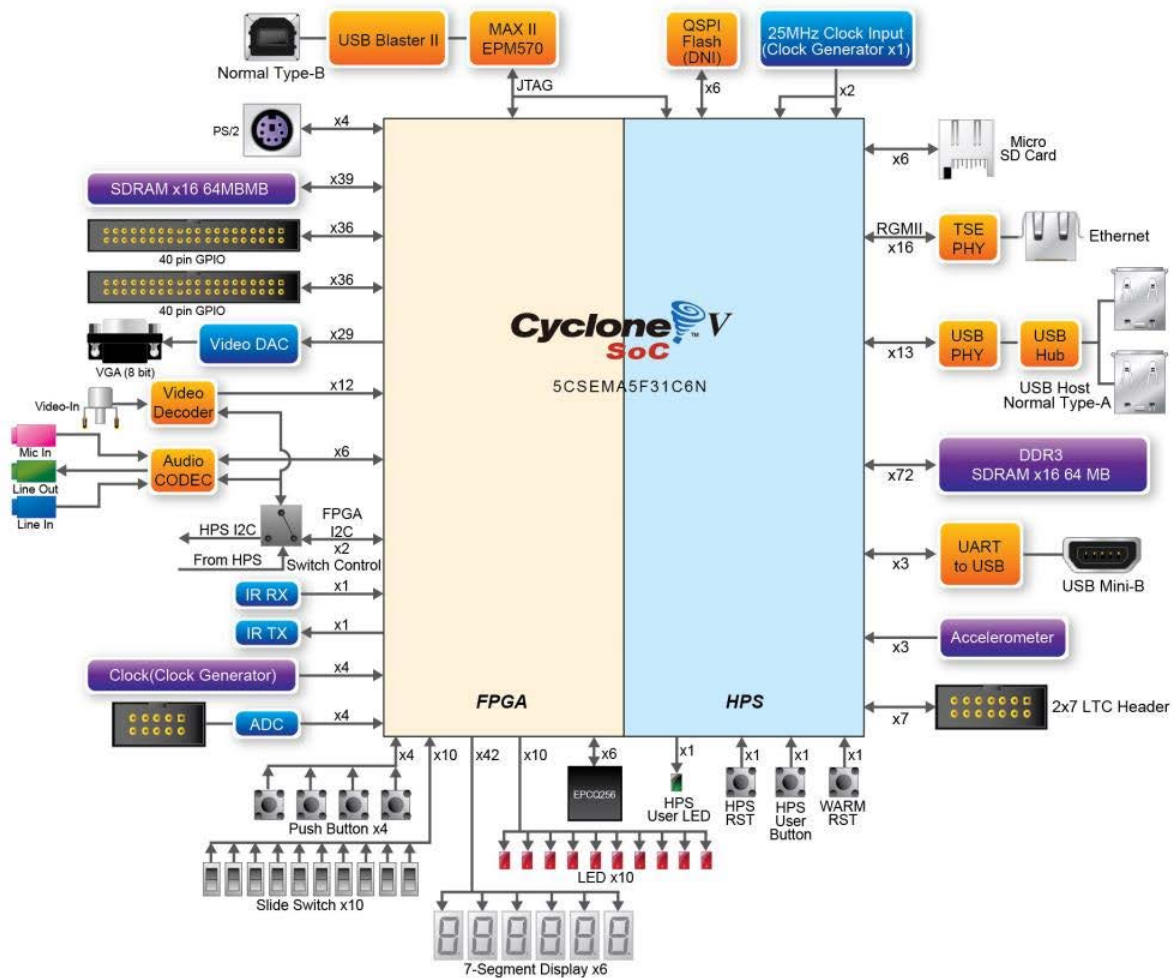 USB Blaster II
MAX II
EPM570
QSPI
Flash
(DNI)
25MHz Clock Input
(Clock Generator x1)
Normal Type-B
JTAG
x6
x2
PS/2
x4
x6
Micro
SD Card
SDRAM x16 64MBMB
x39
x36
40 pin GPIO
RGMII
x16
TSE
PHY
Ethernet
x36
40 pin GPIO
Cyclone V
SoC
TM
5CSEMA5F31C6N
Video DAC
x29
VGA (8 bit)
x13
USB
PHY
USB
Hub
USB Host
Normal Type-A
Video-In
Video
Decoder
x12
Mic In
Line Out
Line In
Audio
CODEC
x6
x72
DDR3
SDRAM x16 64 MB
HPS I2C
From HPS
FPGA
I2C
x2
Switch Control
x3
UART
to USB
USB Mini-B
IR RX
x1
IR TX
x1
x3
Accelerometer
Clock(Clock Generator)
x4
ADC
x4
FPGA
HPS
x7
2x7 LTC Header
x4
x10
x42
x10
x6
x1
x1
x1
x1
Push Button x4
EPCQ256
HPS
User LED
HPS
RST
HPS
User
Button
WARM
RST
Slide Switch x10
LED x10
7-Segment Display x6